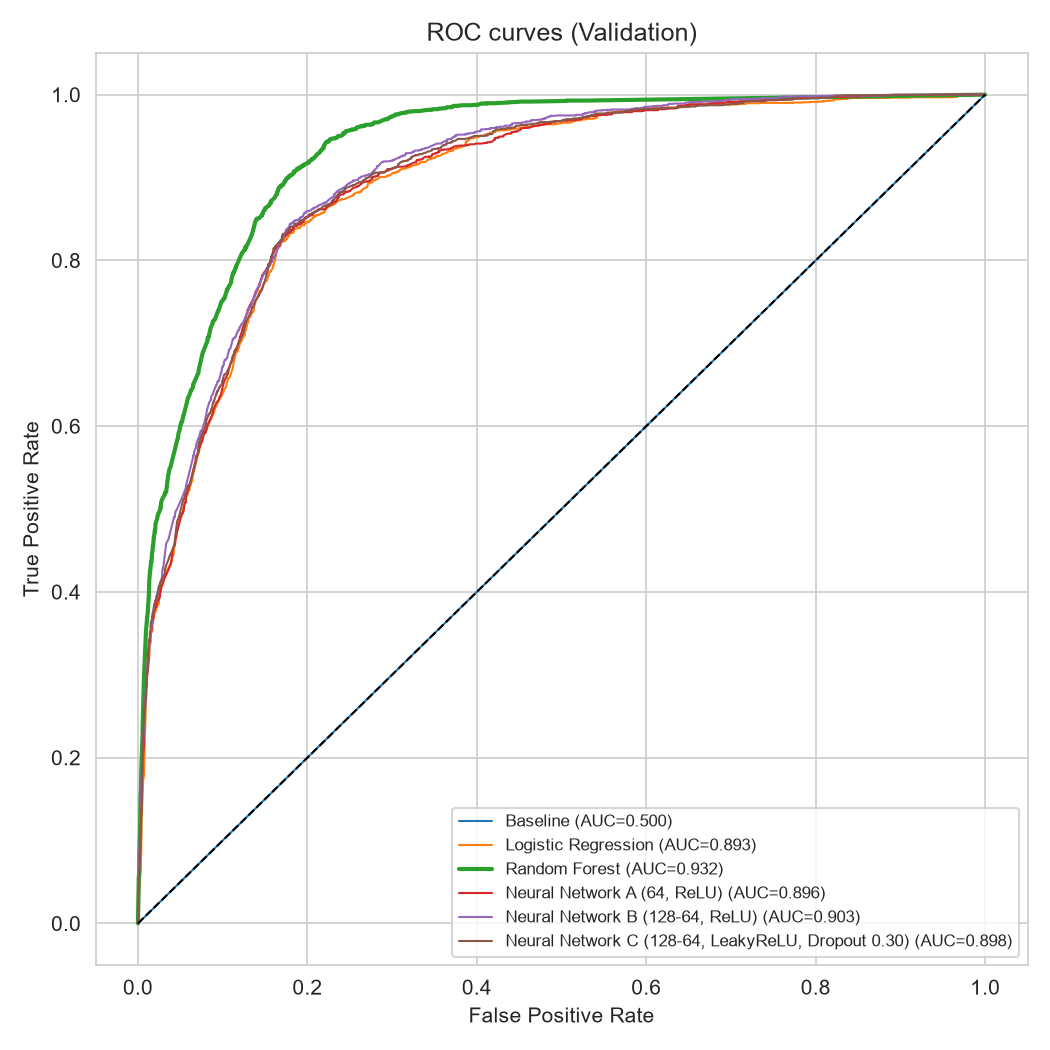 ROC curves (Validation)
True Positive Rate
1.0
0.8
0.6
0.4
0.2
0.0
Baseline (AUC=0.500)
Logistic Regression (AUC=0.893)
Random Forest (AUC=0.932)
Neural Network A (64, ReLU) (AUC=0.896)
Neural Network B (128-64, ReLU) (AUC=0.903)
Neural Network C (128-64, LeakyReLU, Dropout 0.30) (AUC=0.898)
0.0 0.2 0.4 0.6 0.8 1.0
False Positive Rate